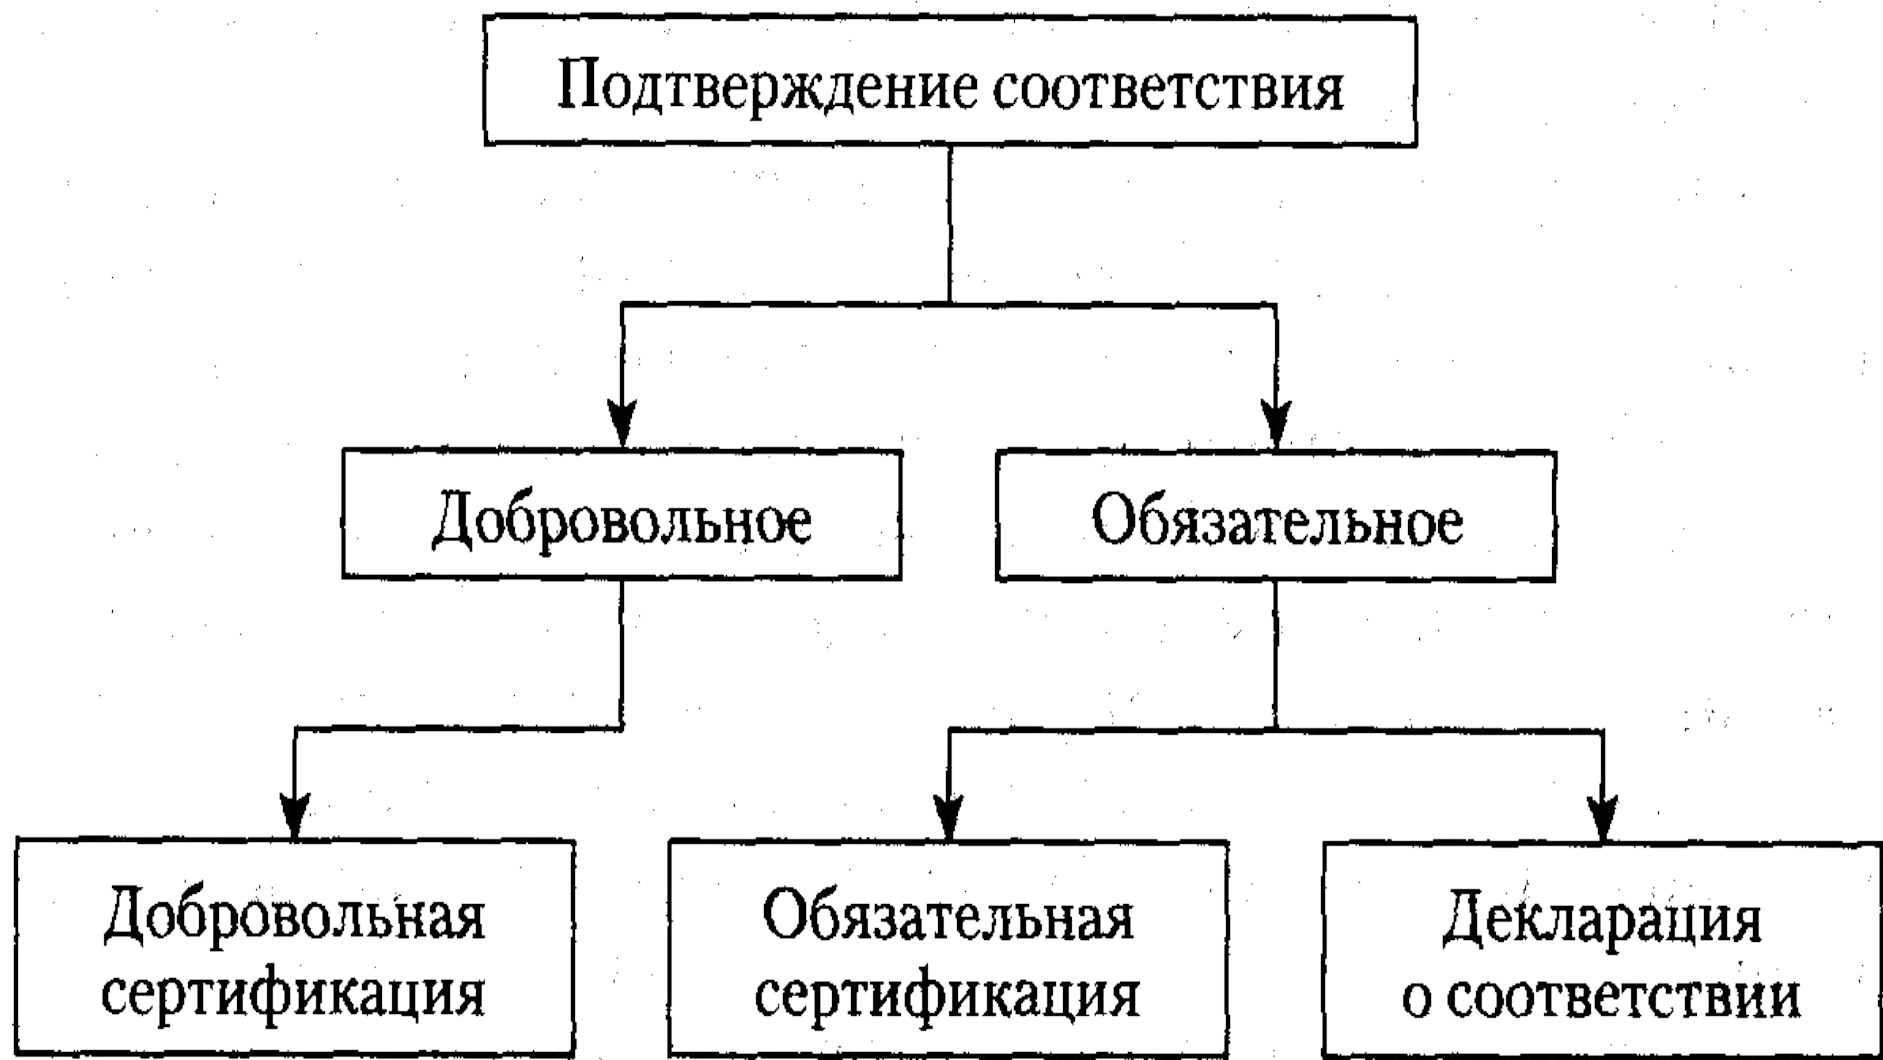 Подтверждение соответствия
Добровольное
Обязательное
Добровольная
сертификация
Обязательная
сертификация
Декларация
о соответствии